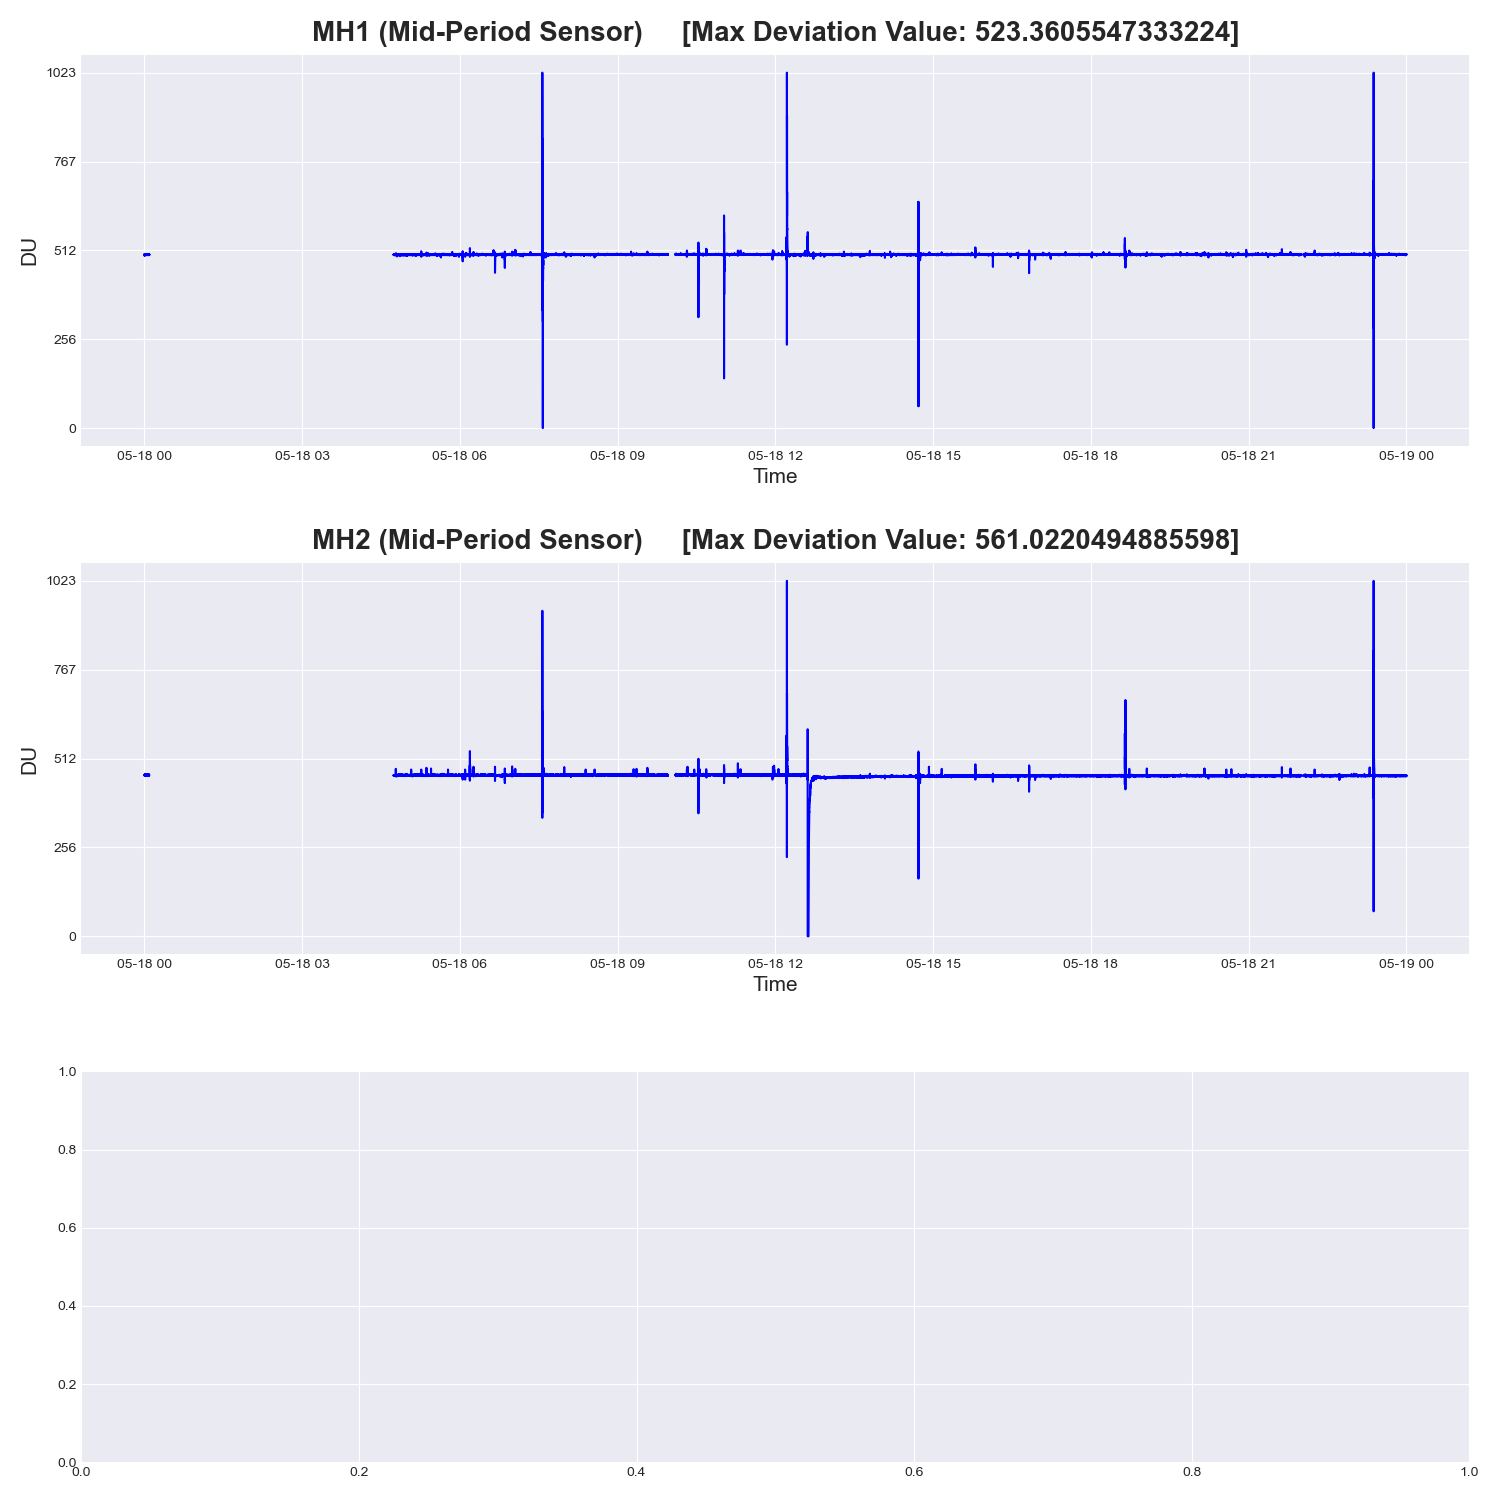 MH1 (Mid-Period Sensor) [Max Deviation Value: 523.3605547333224]
1023
767
512
256
0
DU
05-18 00 05-18 03 05-18 06 05-18 09 05-18 12 05-18 15 05-18 18 05-18 21 05-19 00
Time
MH2 (Mid-Period Sensor) [Max Deviation Value: 561.0220494885598]
1023
767
512
256
0
DU
05-18 00 05-18 03 05-18 06 05-18 09 05-18 12 05-18 15 05-18 18 05-18 21 05-19 00
Time
1.0
0.8
0.6
0.4
0.2
0.0
0.0 0.2 0.4 0.6 0.8 1.0